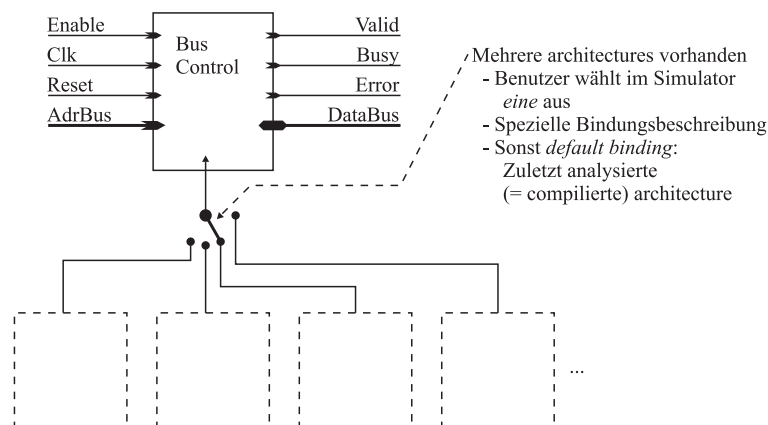 Enable
Clk
Reset
AdrBus
Bus
Control
Valid
Busy
Error
DataBus
Mehrere architectures vorhanden
- Benutzer wählt im Simulator
eine aus
- Spezielle Bindungsbeschreibung
- Sonst default binding:
Zuletzt analysierte
(= compilierte) architecture
...